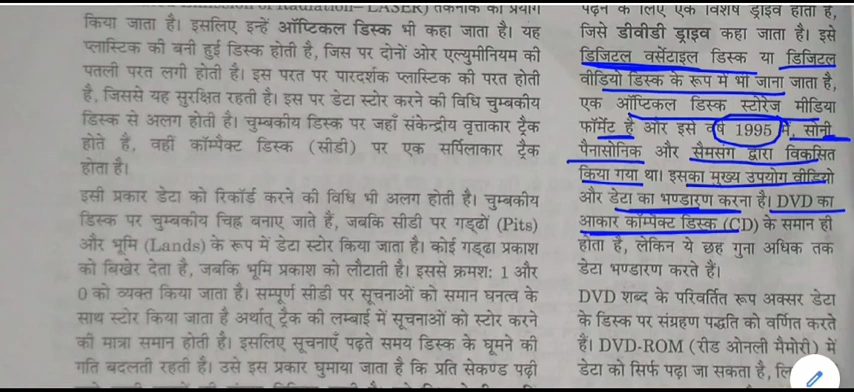 Radiation– LASER) तकनीक का प्रयोग
किया जाता है। इसलिए इन्हें ऑप्टिकल डिस्क भी कहा जाता है। यह
प्लास्टिक की बनी हुई डिस्क होती है, जिस पर दोनों ओर एल्युमीनियम की
पतली परत लगी होती है। इस परत पर पारदर्शक प्लास्टिक की परत होती
है, जिससे यह सुरक्षित रहती है। इस पर डेटा स्टोर करने की विधि चुम्बकीय
डिस्क से अलग होती है। चुम्बकीय डिस्क पर जहाँ संकेन्द्रीय वृत्ताकार ट्रैक
होते है, वहीं कॉम्पैक्ट डिस्क (सीडी) पर एक सर्पिलाकार ट्रैक
होता है।
इसी प्रकार डेटा को रिकॉर्ड करने की विधि भी अलग होती है। चुम्बकीय
डिस्क पर चुम्बकीय चिह्न बनाए जाते हैं, जबकि सीडी पर गड्ढों (Pits)
और भूमि (Lands) के रूप में डेटा स्टोर किया जाता है। कोई गड्ढा प्रकाश
को बिखेर देता है, जबकि भूमि प्रकाश को लौटाती है। इससे क्रमश: 1 और
0 को व्यक्त किया जाता है। सम्पूर्ण सीडी पर सूचनाओं को समान घनत्व के
साथ स्टोर किया जाता है अर्थात् ट्रैक की लम्बाई में सूचनाओं को स्टोर करने
की मात्रा समान होती है। इसलिए सूचनाएँ पढ़ते समय डिस्क के घूमने की
गति बदलती रहती है। उसे इस प्रकार घुमाया जाता है कि प्रति सेकण्ड पढ़ी
पढ़ने के लिए एक विशेष ड्राइव होता है,
जिसे डीवीडी ड्राइव कहा जाता है। इसे
डिजिटल वर्सेटाइल डिस्क या डिजिटल
वीडियो डिस्क के रूप में भी जाना जाता है,
एक ऑप्टिकल डिस्क स्टोरेज मीडिया
फॉर्मेट है और इसे वर्ष 1995 में, सोनी
पैनासोनिक और सैमसंग द्वारा विकसित
किया गया था। इसका मुख्य उपयोग वीडियो
और डेटा का भण्डारण करना है। DVD का
आकार कॉम्पैक्ट डिस्क (CD) के समान ही
होता है, लेकिन ये छह गुना अधिक तक
डेटा भण्डारण करते हैं।
DVD शब्द के परिवर्तित रूप अक्सर डेटा
के डिस्क पर संग्रहण पद्धति को वर्णित करते
हैं। DVD-ROM (रीड ओनली मैमोरी) में
डेटा को सिर्फ पढ़ा जा सकता है,